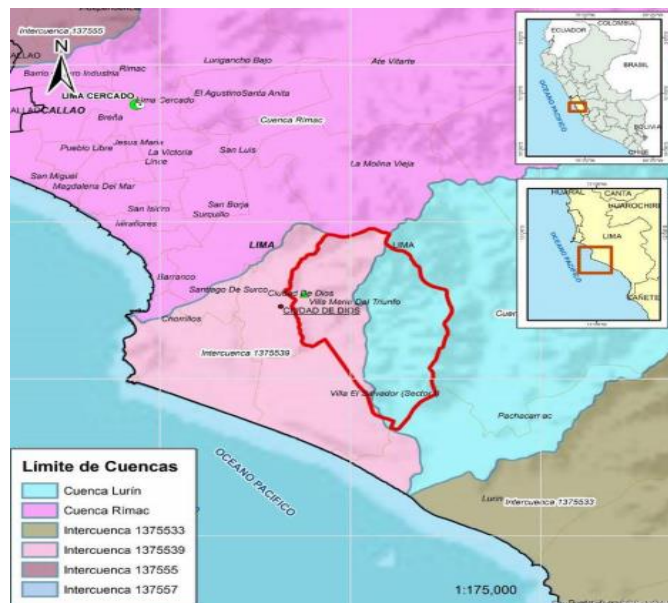 Intercuenca 137555
N
Rimac
Lurigancho Bajo
Ate Vitarte
LIMA CERCADO
Lima Cercado
El Agustino
Santa Anita
CALLAO
Breña
Cuenca Rimac
Jesus Maria
Pueblo Libre
La Victoria
Lince
San Luis
La Molina Vieja
San Miguel
Magdalena Del Mar
San Isidro
San Borja
Surquillo
Miraflores
LIMA
LIMA
Barranco
Santiago De Surco
Ciudad De Dios
Villa Maria Del Triunfo
CIUDAD DE DIOS
Chorrillos
Intercuenca 1375539
Villa El Salvador (Sector
Pachacamac
OCEANO PACIFICO
Lurin
Intercuenca 1375533
1:175,000
Límite de Cuencas
Cuenca Lurín
Cuenca Rimac
Intercuenca 1375533
Intercuenca 1375539
Intercuenca 137555
Intercuenca 137557
ECUADOR
COLOMBIA
BRASIL
OCEANO PACIFICO
BOLIVIA
CHILE
HUARAL
CANTA
HUAROCHIRI
LIMA
OCEANO PACIFICO
CAÑETE